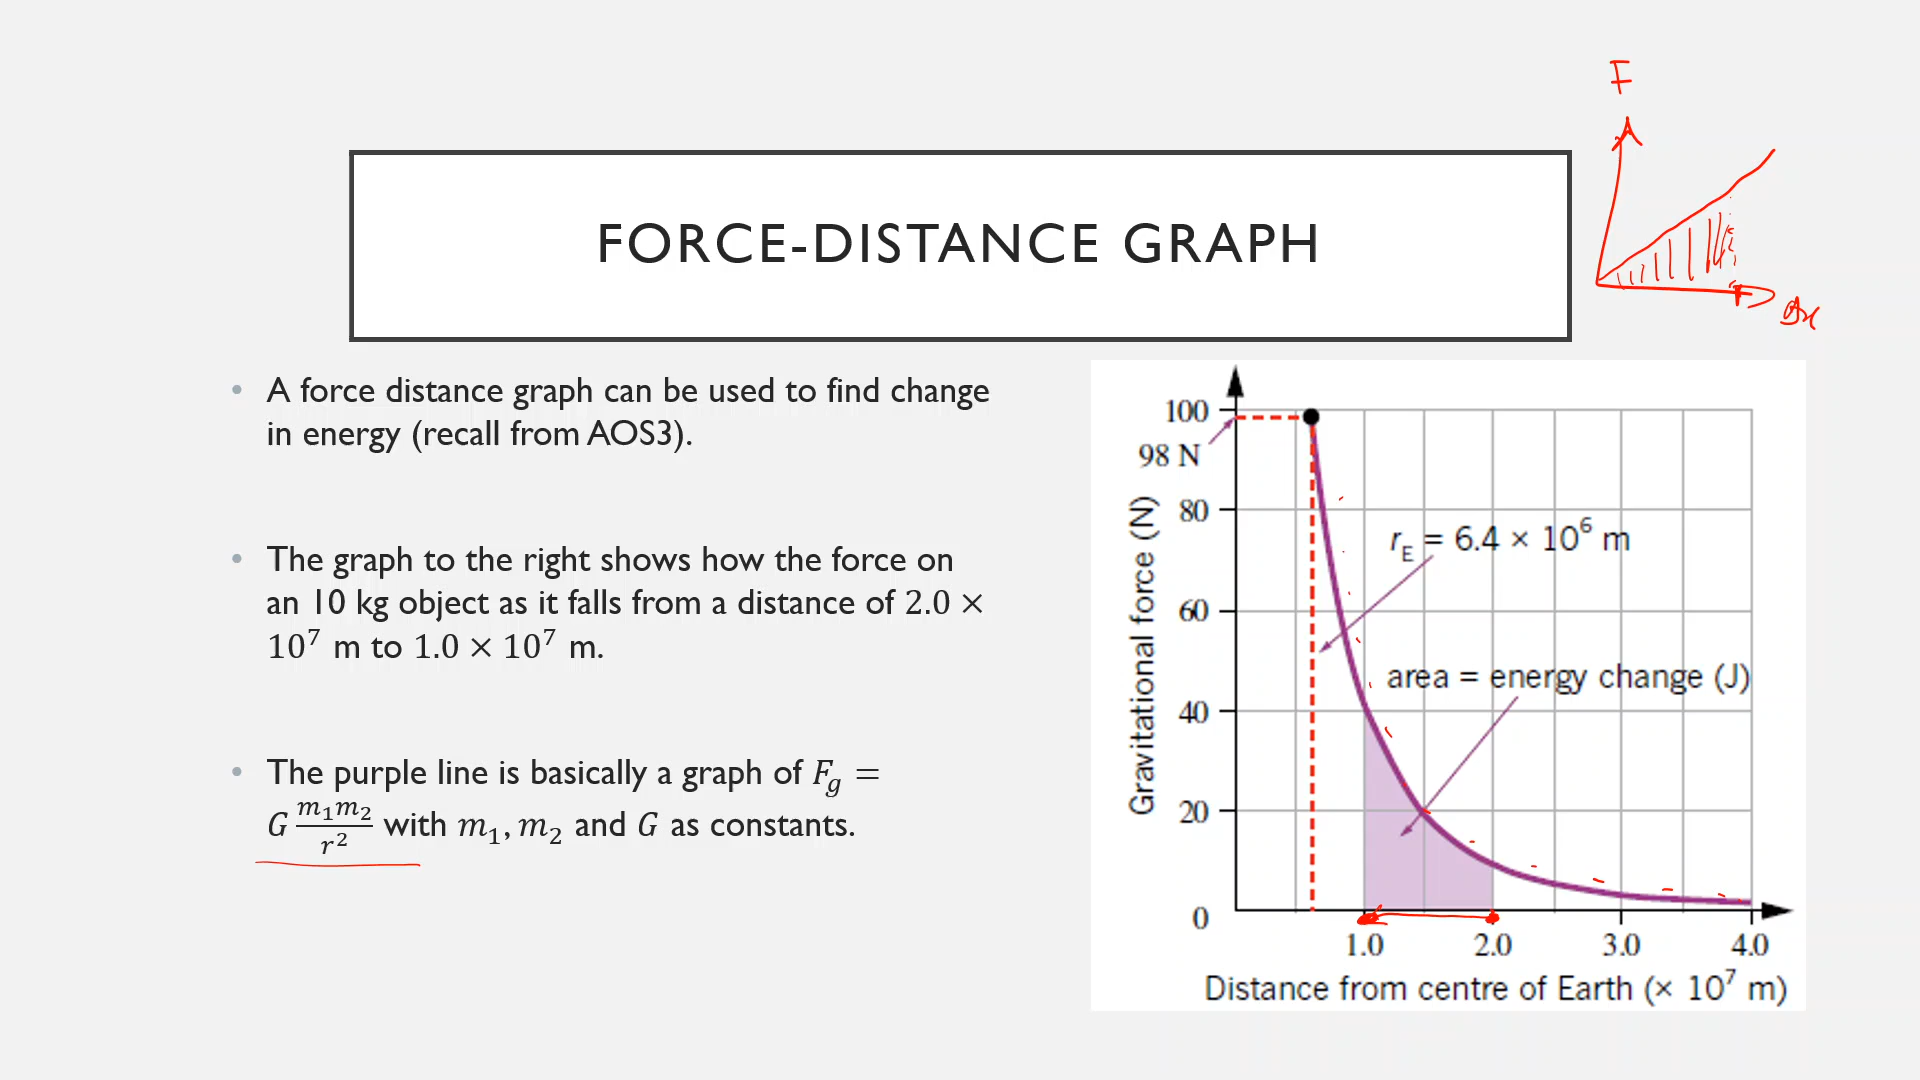 F
Δx
FORCE-DISTANCE GRAPH
• A force distance graph can be used to find change
in energy (recall from AOS3).
• The graph to the right shows how the force on
an 10 kg object as it falls from a distance of 2.0 ×
10⁷ m to 1.0 × 10⁷ m.
• The purple line is basically a graph of F_g =
G m₁m₂/r² with m₁, m₂ and G as constants.
100
98 N
80
60
40
20
0
Gravitational force (N)
r_E = 6.4 × 10⁶ m
area = energy change (J)
1.0 2.0 3.0 4.0
Distance from centre of Earth (× 10⁷ m)